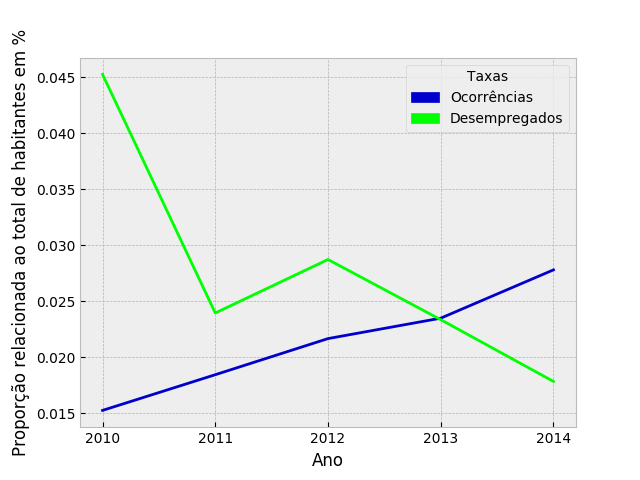 Taxas
Ocorrências
Desempregados
Proporção relacionada ao total de habitantes em %
0.045
0.040
0.035
0.030
0.025
0.020
0.015
2010 2011 2012 2013 2014
Ano